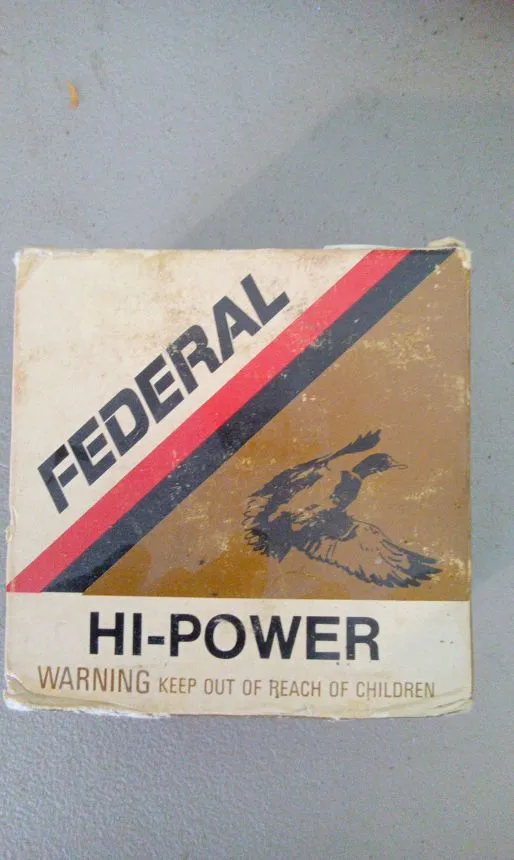 FEDERAL
HI-POWER
WARNING KEEP OUT OF REACH OF CHILDREN